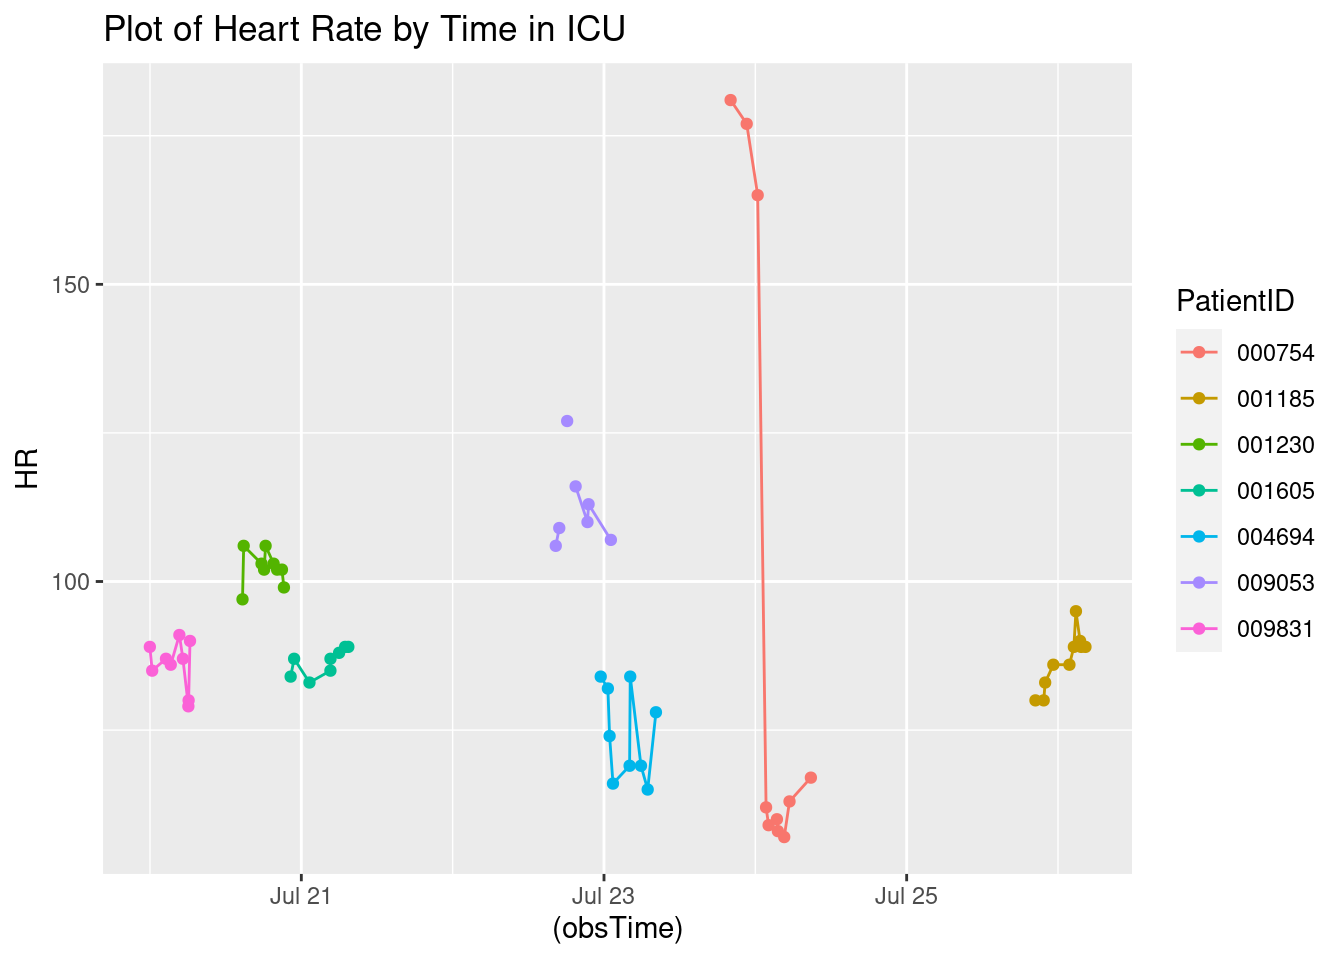 Plot of Heart Rate by Time in ICU
150
100
HR
Jul 21
Jul 23
Jul 25
(obsTime)
PatientID
000754
001185
001230
001605
004694
009053
009831